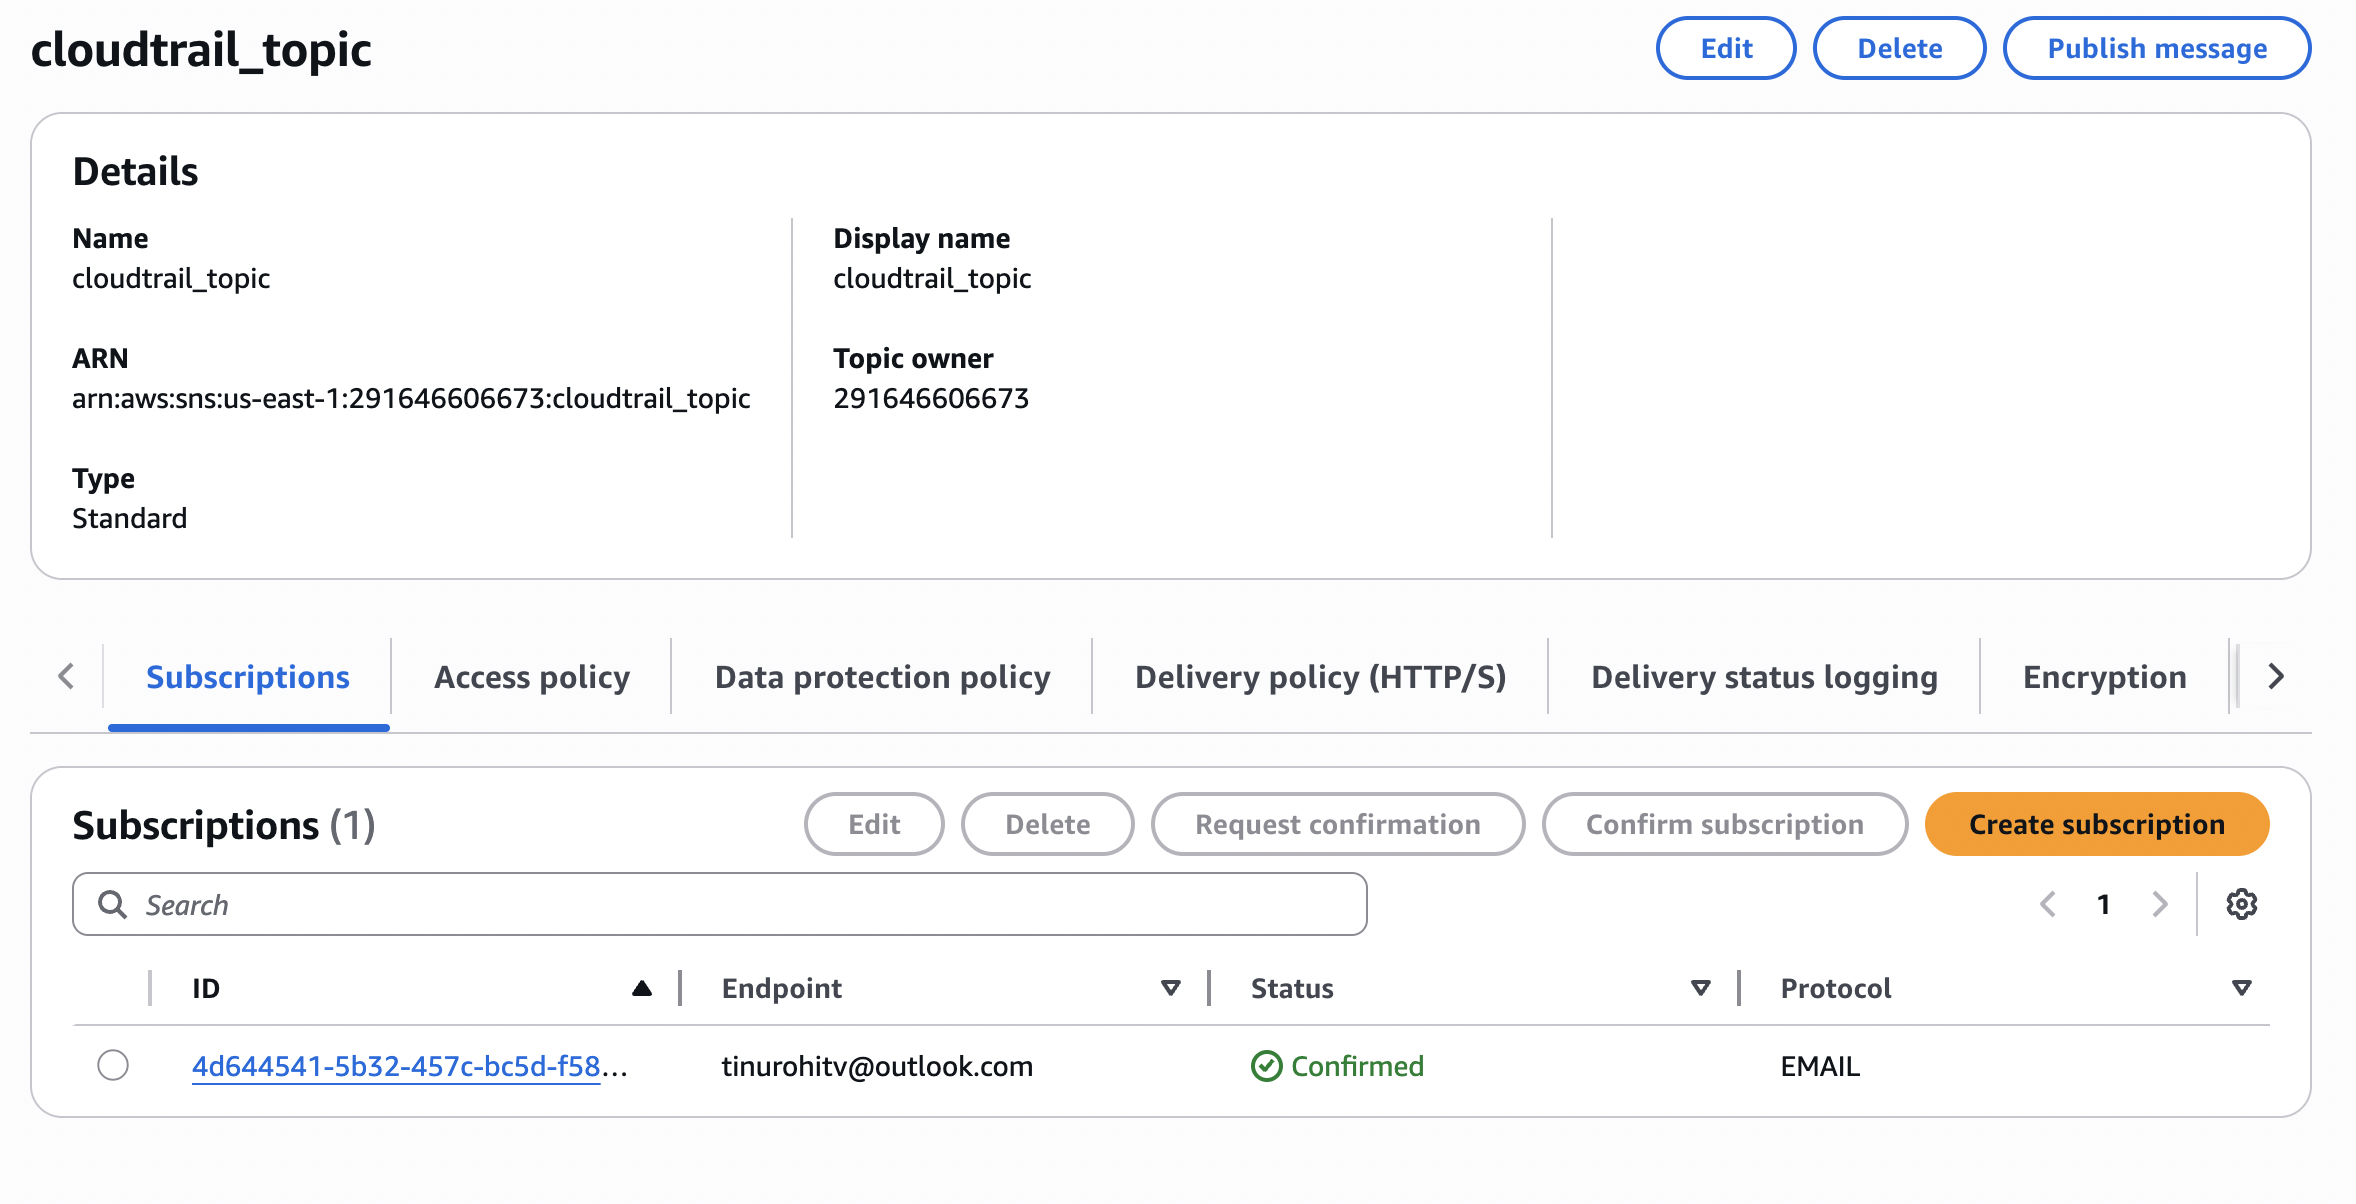 cloudtrail_topic
Edit
Delete
Publish message
Details
Name
cloudtrail_topic
ARN
arn:aws:sns:us-east-1:291646606673:cloudtrail_topic
Type
Standard
Display name
cloudtrail_topic
Topic owner
291646606673
Subscriptions
Access policy
Data protection policy
Delivery policy (HTTP/S)
Delivery status logging
Encryption
Subscriptions (1)
Edit
Delete
Request confirmation
Confirm subscription
Create subscription
Search
1
ID
Endpoint
Status
Protocol
4d644541-5b32-457c-bc5d-f58...
tinurohitv@outlook.com
Confirmed
EMAIL